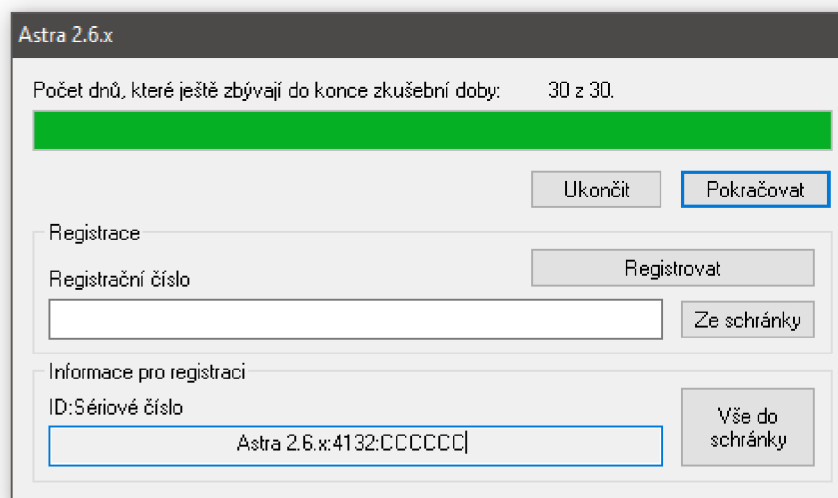 Astra 2.6.x
Počet dnů, které ještě zbývají do konce zkušební doby: 30 z 30.
Ukončit Pokračovat
Registrace
Registrovat
Registrační číslo
Ze schránky
Informace pro registraci
ID:Sériové číslo
Vše do
schránky
Astra 2.6.x:4132:CCCCCC